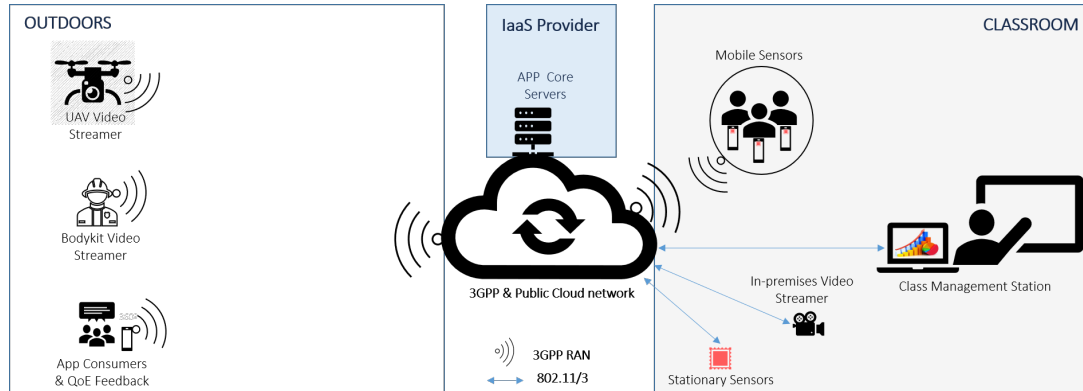 OUTDOORS
UAV Video
Streamer
Bodykit Video
Streamer
App Consumers
& QoE Feedback
IaaS Provider
APP Core
Servers
3GPP & Public Cloud network
3GPP RAN
802.11/3
CLASSROOM
Mobile Sensors
Class Management Station
In-premises Video
Streamer
Stationary Sensors